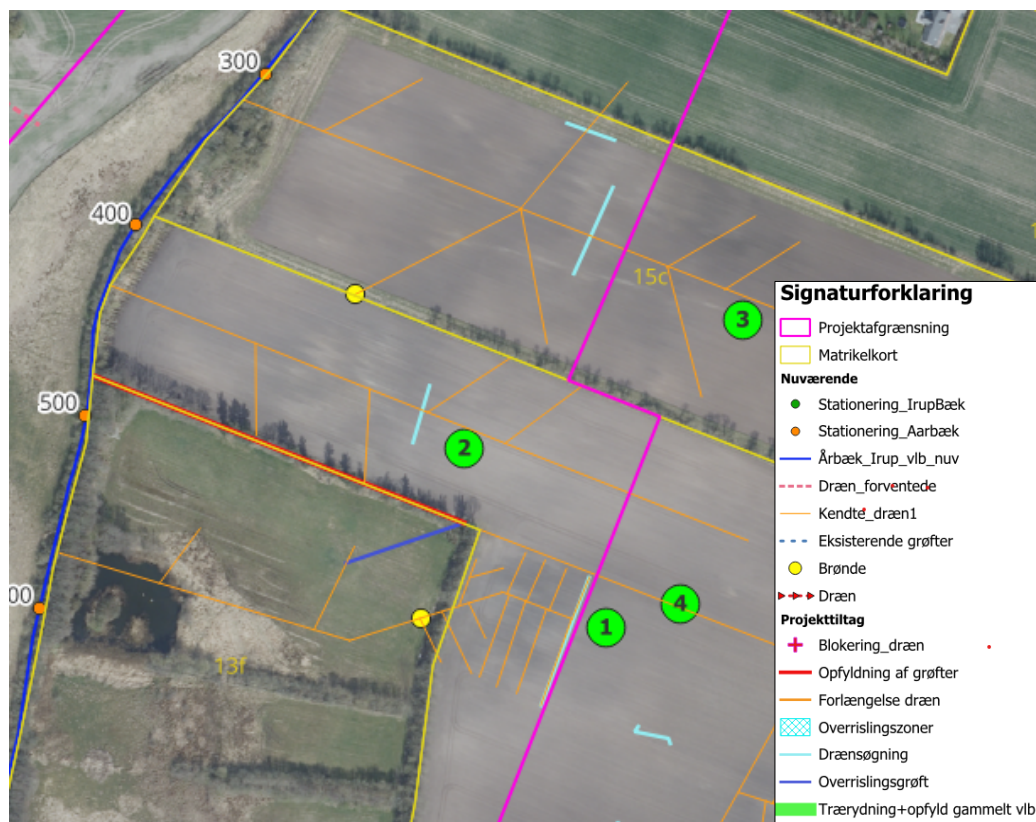 300
400
500
15c
3
2
1
4
13f
Signaturforklaring
Projektafgrænsning
Matrikelkort
Nuværende
Stationering_IrupBæk
Stationering_Aarbæk
Årbæk_Irup_vlb_nuv
Dræn_forventede
Kendte_dræn1
Eksisterende grøfter
Brønde
Dræn
Projekttiltag
Blokering_dræn
Opfyldning af grøfter
Forlængelse dræn
Overrislingszoner
Drænsøgning
Overrislingsgrøft
Trærydning+opfyld gammelt vlb